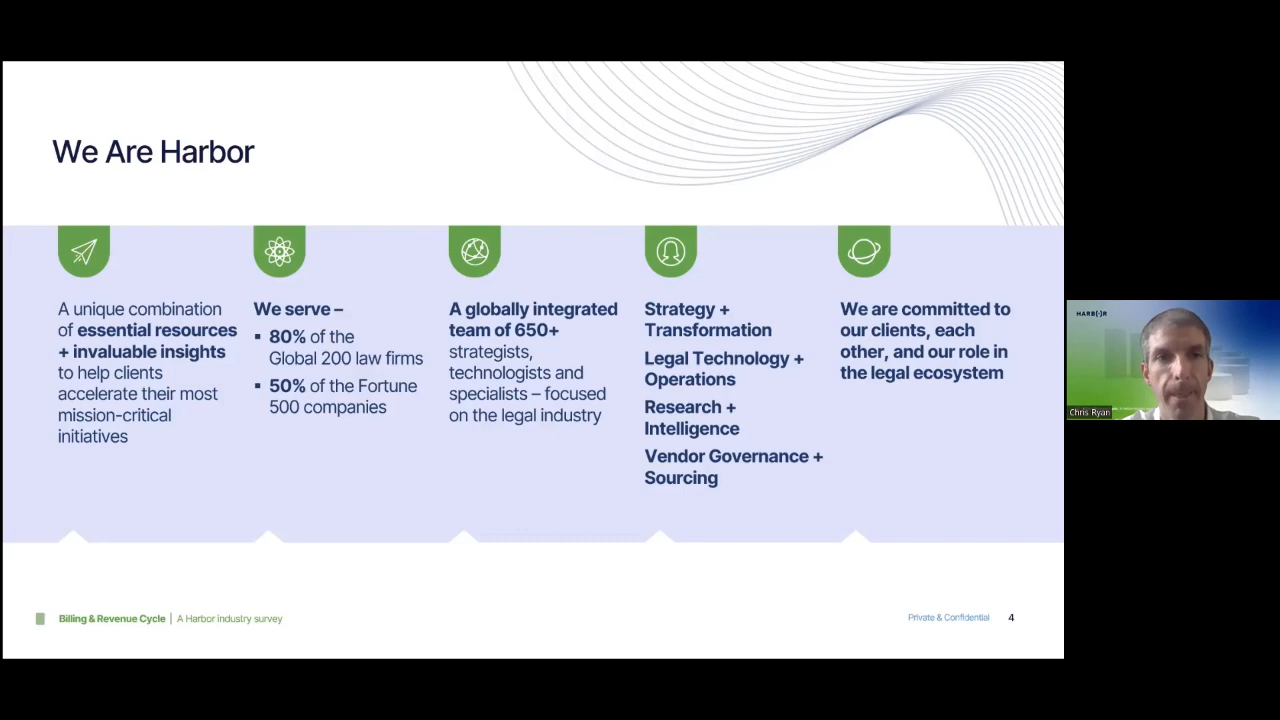 We Are Harbor
A unique combination
of essential resources
+ invaluable insights
to help clients
accelerate their most
mission-critical
initiatives
We serve –
▪ 80% of the
Global 200 law firms
▪ 50% of the Fortune
500 companies
A globally integrated
team of 650+
strategists,
technologists and
specialists – focused
on the legal industry
Strategy +
Transformation
Legal Technology +
Operations
Research +
Intelligence
Vendor Governance +
Sourcing
We are committed to
our clients, each
other, and our role in
the legal ecosystem
Billing & Revenue Cycle | A Harbor industry survey
Private & Confidential 4
HARB(·)R
Chris Ryan